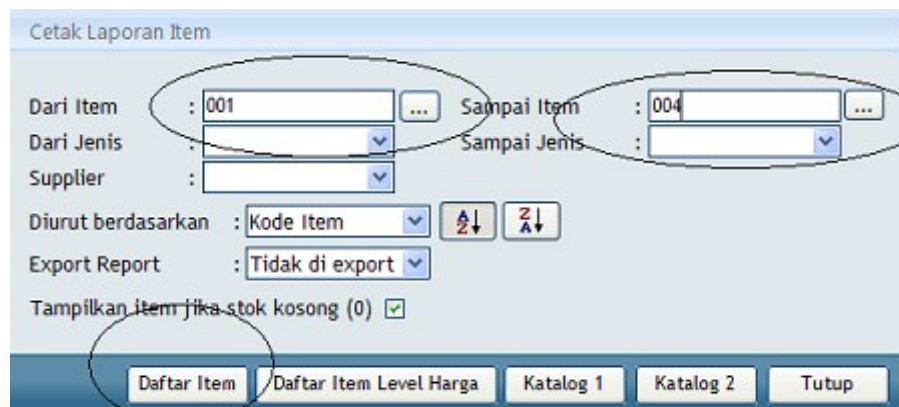 Cetak Laporan Item
Dari Item : 001 ... Sampai Item : 004 ...
Dari Jenis : Sampai Jenis :
Supplier :
Diurut berdasarkan : Kode Item A Z Z A
Export Report : Tidak di export
Tampilkan item jika stok kosong (0)
Daftar Item Daftar Item Level Harga Katalog 1 Katalog 2 Tutup